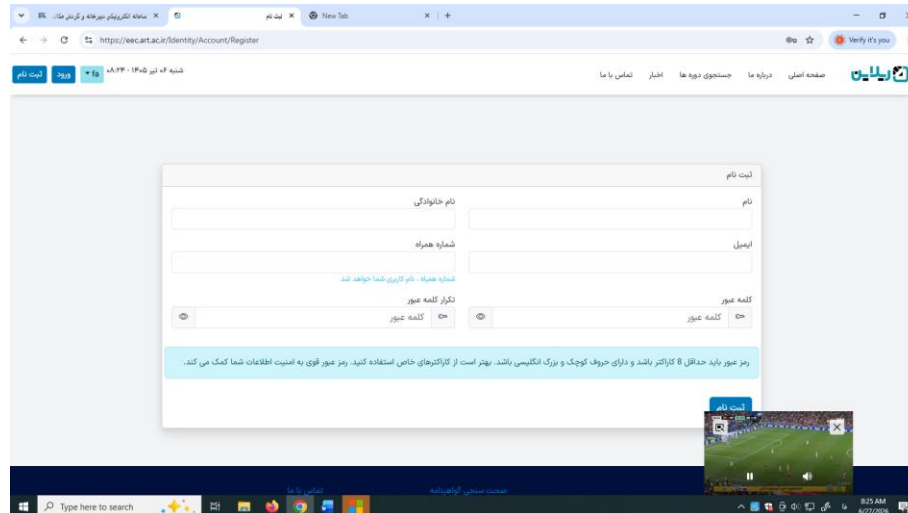 سامانه الکترونیکی دبیرخانه و گردش مکات
ثبت نام
New Tab
https://eec.art.ac.ir/Identity/Account/Register
Verify it's you
ریلاین
صفحه اصلی
درباره ما
جستجوی دوره ها
اخبار
تماس با ما
شنبه ۰۶ تیر ۱۴۰۵ - ۰۸:۲۴
fa
ورود
ثبت نام
ثبت نام
نام
نام خانوادگی
ایمیل
شماره همراه
شماره همراه ، نام کاربری شما خواهد شد
کلمه عبور
تکرار کلمه عبور
کلمه عبور
کلمه عبور
رمز عبور باید حداقل 8 کاراکتر باشد و دارای حروف کوچک و بزرگ انگلیسی باشد. بهتر است از کاراکترهای خاص استفاده کنید. رمز عبور قوی به امنیت اطلاعات شما کمک می کند.
ثبت نام
صحت سنجی گواهینامه
تماس با ما
Type here to search
8:25 AM
6/27/2026